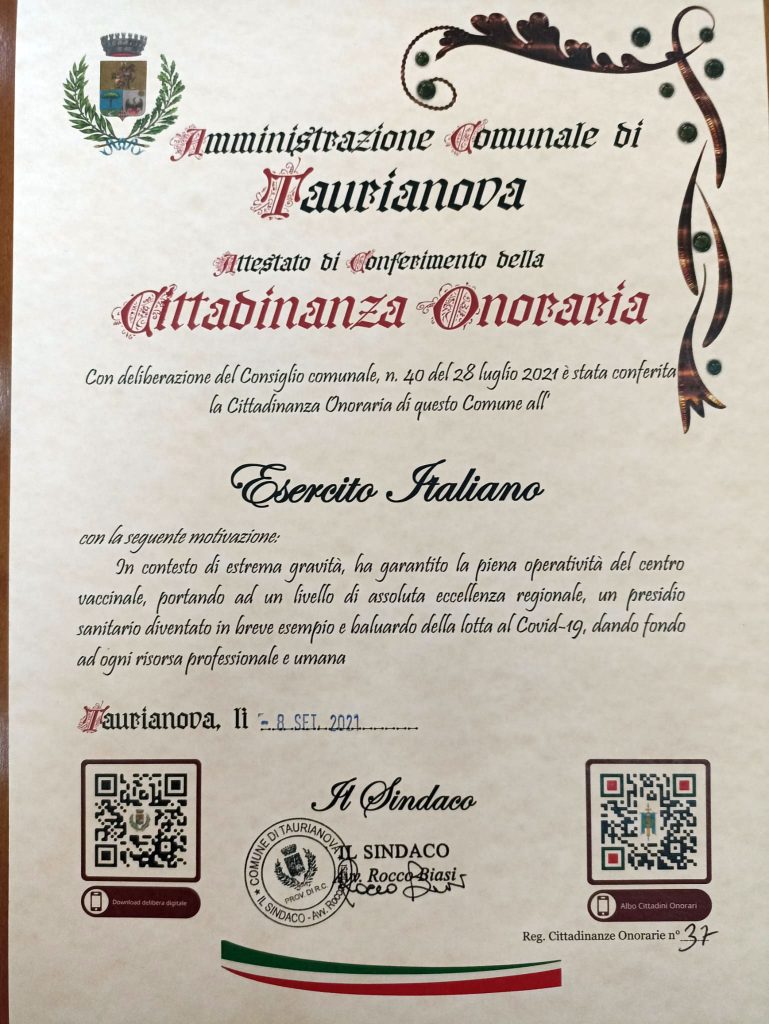 Amministrazione Comunale di
Taurianova
Attestato di Conferimento della
Cittadinanza Onoraria
Con deliberazione del Consiglio comunale, n. 40 del 28 luglio 2021 è stata conferita
la Cittadinanza Onoraria di questo Comune all'
Esercito Italiano
con la seguente motivazione:
In contesto di estrema gravità, ha garantito la piena operatività del centro
vaccinale, portando ad un livello di assoluta eccellenza regionale, un presidio
sanitario diventato in breve esempio e baluardo della lotta al Covid-19, dando fondo
ad ogni risorsa professionale e umana
Taurianova, lì - 8 SET. 2021
Il Sindaco
COMUNE DI TAURIANOVA
PROV. DI R.C.
* IL SINDACO - Avv. Rocco
IL SINDACO
Avv. Rocco Biasi
Download delibera digitale
Albo Cittadini Onorari
Reg. Cittadinanze Onorarie n° 37